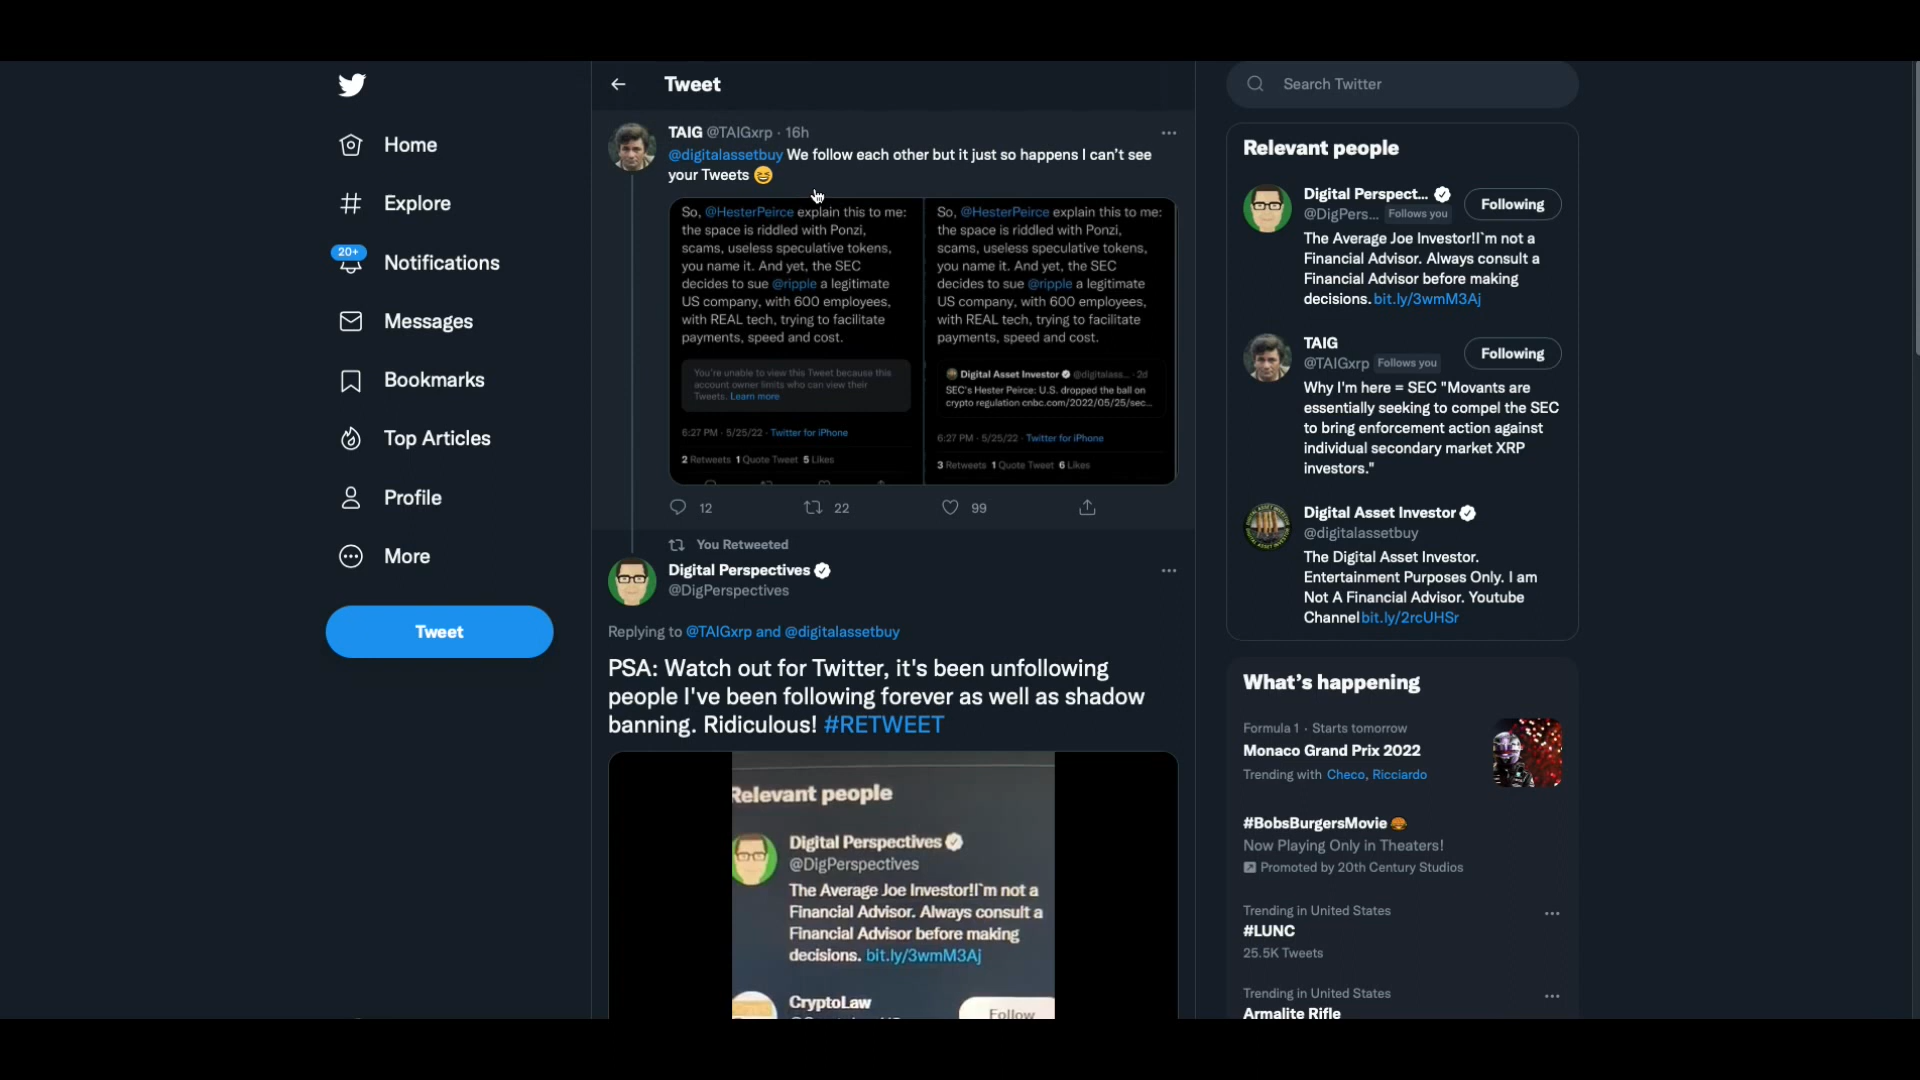 Home
Explore
20+
Notifications
Messages
Bookmarks
Top Articles
Profile
More
Tweet
Tweet
TAIG @TAIGxrp · 16h
@digitalassetbuy We follow each other but it just so happens I can't see
your Tweets 😆
So, @HesterPeirce explain this to me:
the space is riddled with Ponzi,
scams, useless speculative tokens,
you name it. And yet, the SEC
decides to sue @ripple a legitimate
US company, with 600 employees,
with REAL tech, trying to facilitate
payments, speed and cost.
You're unable to view this Tweet because this
account owner limits who can view their
Tweets. Learn more
6:27 PM · 5/25/22 · Twitter for iPhone
2 Retweets 1 Quote Tweet 5 Likes
So, @HesterPeirce explain this to me:
the space is riddled with Ponzi,
scams, useless speculative tokens,
you name it. And yet, the SEC
decides to sue @ripple a legitimate
US company, with 600 employees,
with REAL tech, trying to facilitate
payments, speed and cost.
Digital Asset Investor @digitalass... · 2d
SEC's Hester Peirce: U.S. dropped the ball on
crypto regulation cnbc.com/2022/05/25/sec...
6:27 PM · 5/25/22 · Twitter for iPhone
3 Retweets 1 Quote Tweet 6 Likes
12 22 99
You Retweeted
Digital Perspectives
@DigPerspectives
Replying to @TAIGxrp and @digitalassetbuy
PSA: Watch out for Twitter, it's been unfollowing
people I've been following forever as well as shadow
banning. Ridiculous! #RETWEET
Relevant people
Digital Perspectives
@DigPerspectives
The Average Joe Investor!I`m not a
Financial Advisor. Always consult a
Financial Advisor before making
decisions. bit.ly/3wmM3Aj
CryptoLaw
Follow
Search Twitter
Relevant people
Digital Perspect...
@DigPers... Follows you
Following
The Average Joe Investor!I`m not a
Financial Advisor. Always consult a
Financial Advisor before making
decisions. bit.ly/3wmM3Aj
TAIG
@TAIGxrp Follows you
Following
Why I'm here = SEC "Movants are
essentially seeking to compel the SEC
to bring enforcement action against
individual secondary market XRP
investors."
Digital Asset Investor
@digitalassetbuy
The Digital Asset Investor.
Entertainment Purposes Only. I am
Not A Financial Advisor. Youtube
Channel bit.ly/2rcUHSr
What's happening
Formula 1 · Starts tomorrow
Monaco Grand Prix 2022
Trending with Checo, Ricciardo
#BobsBurgersMovie 🍔
Now Playing Only in Theaters!
Promoted by 20th Century Studios
Trending in United States
#LUNC
25.5K Tweets
Trending in United States
Armalite Rifle